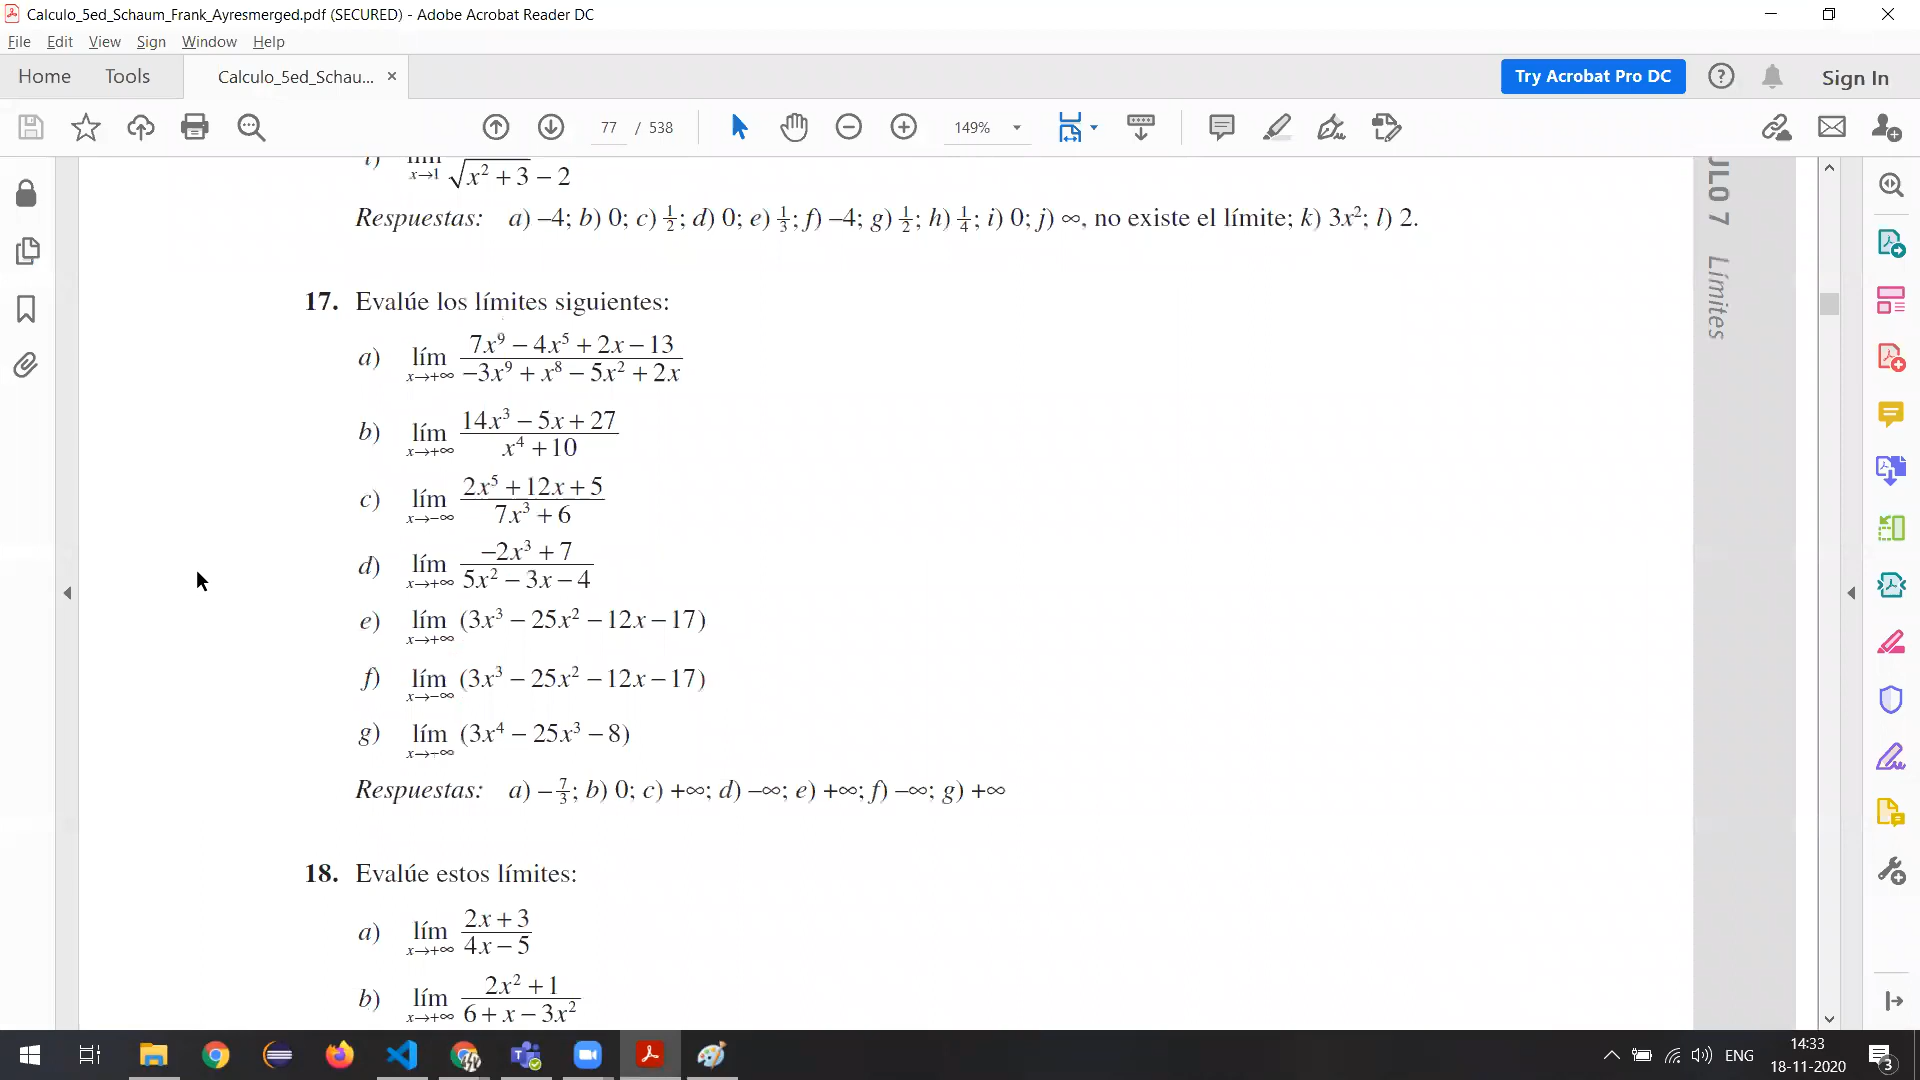 Calculo_5ed_Schaum_Frank_Ayresmerged.pdf (SECURED) - Adobe Acrobat Reader DC
File Edit View Sign Window Help
Home Tools Calculo_5ed_Schau... × Try Acrobat Pro DC Sign In
77 / 538 149%
x→1 √x² + 3 − 2
Respuestas: a) –4; b) 0; c) 1/2; d) 0; e) 1/3; f) –4; g) 1/2; h) 1/4; i) 0; j) ∞, no existe el límite; k) 3x²; l) 2.
17. Evalúe los límites siguientes:
a) lím x→+∞ (7x⁹ − 4x⁵ + 2x − 13)/(−3x⁹ + x⁸ − 5x² + 2x)
b) lím x→+∞ (14x³ − 5x + 27)/(x⁴ + 10)
c) lím x→−∞ (2x⁵ + 12x + 5)/(7x³ + 6)
d) lím x→+∞ (−2x³ + 7)/(5x² − 3x − 4)
e) lím x→+∞ (3x³ − 25x² − 12x − 17)
f) lím x→−∞ (3x³ − 25x² − 12x − 17)
g) lím x→−∞ (3x⁴ − 25x³ − 8)
Respuestas: a) −7/3; b) 0; c) +∞; d) –∞; e) +∞; f) –∞; g) +∞
18. Evalúe estos límites:
a) lím x→+∞ (2x + 3)/(4x − 5)
b) lím x→+∞ (2x² + 1)/(6 + x − 3x²)
ULO 7 Límites
ENG
14:33
18-11-2020
3